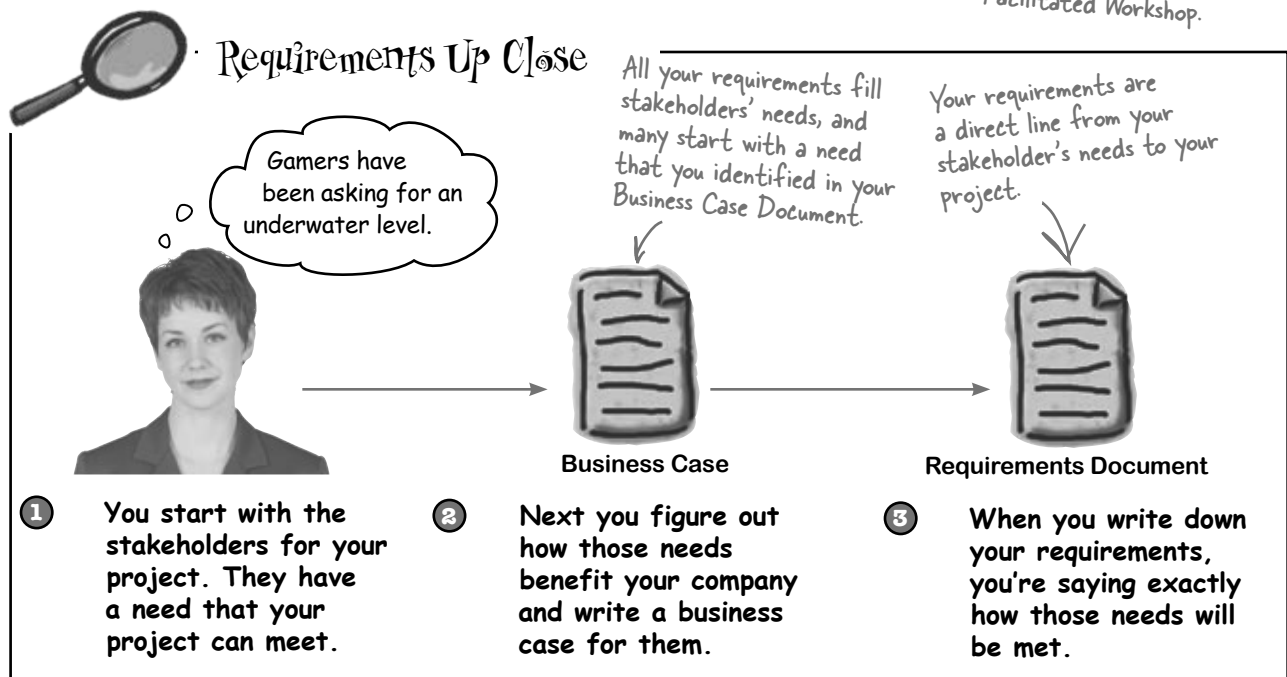 Facilitated Workshop.
Requirements Up Close
All your requirements fill
stakeholders' needs, and
many start with a need
that you identified in your
Business Case Document.
Your requirements are
a direct line from your
stakeholder's needs to your
project.
Gamers have
been asking for an
underwater level.
Business Case
Requirements Document
1 You start with the
stakeholders for your
project. They have
a need that your
project can meet.
2 Next you figure out
how those needs
benefit your company
and write a business
case for them.
3 When you write down
your requirements,
you're saying exactly
how those needs will
be met.